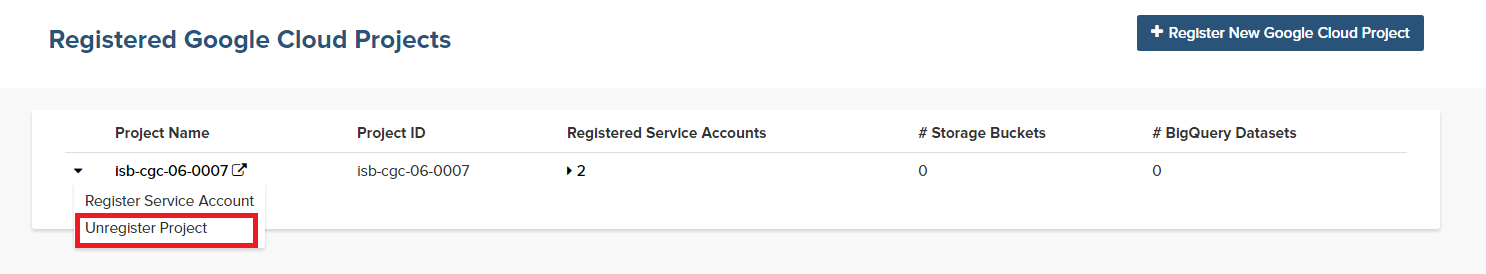 Registered Google Cloud Projects
+ Register New Google Cloud Project
Project Name Project ID Registered Service Accounts # Storage Buckets # BigQuery Datasets
isb-cgc-06-0007 isb-cgc-06-0007 2 0 0
Register Service Account
Unregister Project